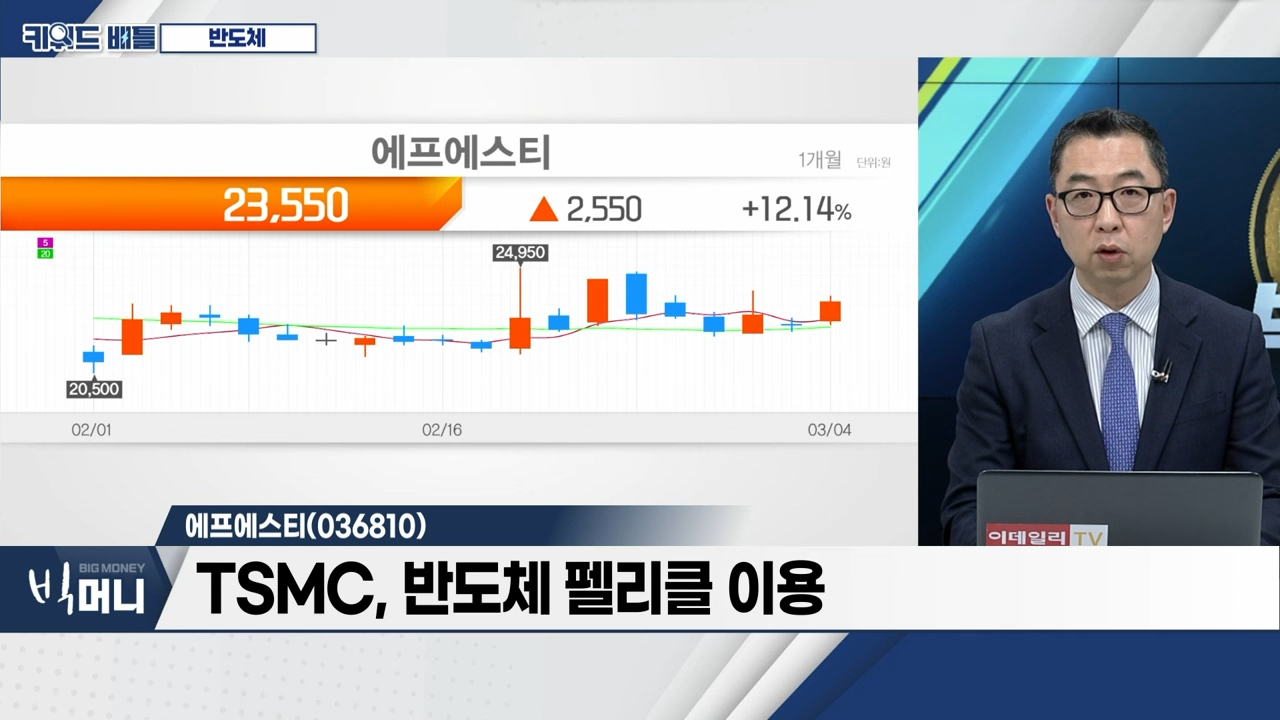 키워드 배틀
반도체
에프에스티
1개월 단위:원
23,550 ▲ 2,550 +12.14%
5
20
24,950
20,500
02/01 02/16 03/04
이데일리 TV
에프에스티(036810)
BIG MONEY
빅머니
TSMC, 반도체 펠리클 이용